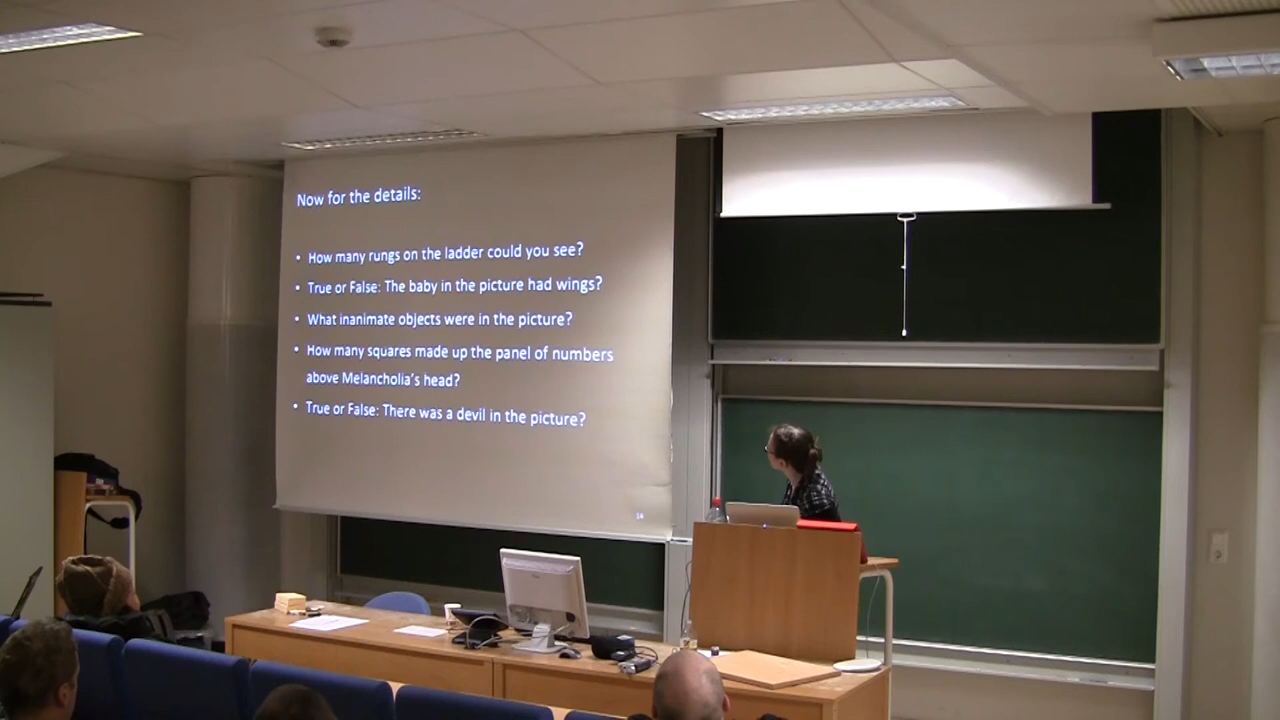 Now for the details:
• How many rungs on the ladder could you see?
• True or False: The baby in the picture had wings?
• What inanimate objects were in the picture?
• How many squares made up the panel of numbers
above Melancholia's head?
• True or False: There was a devil in the picture?
14